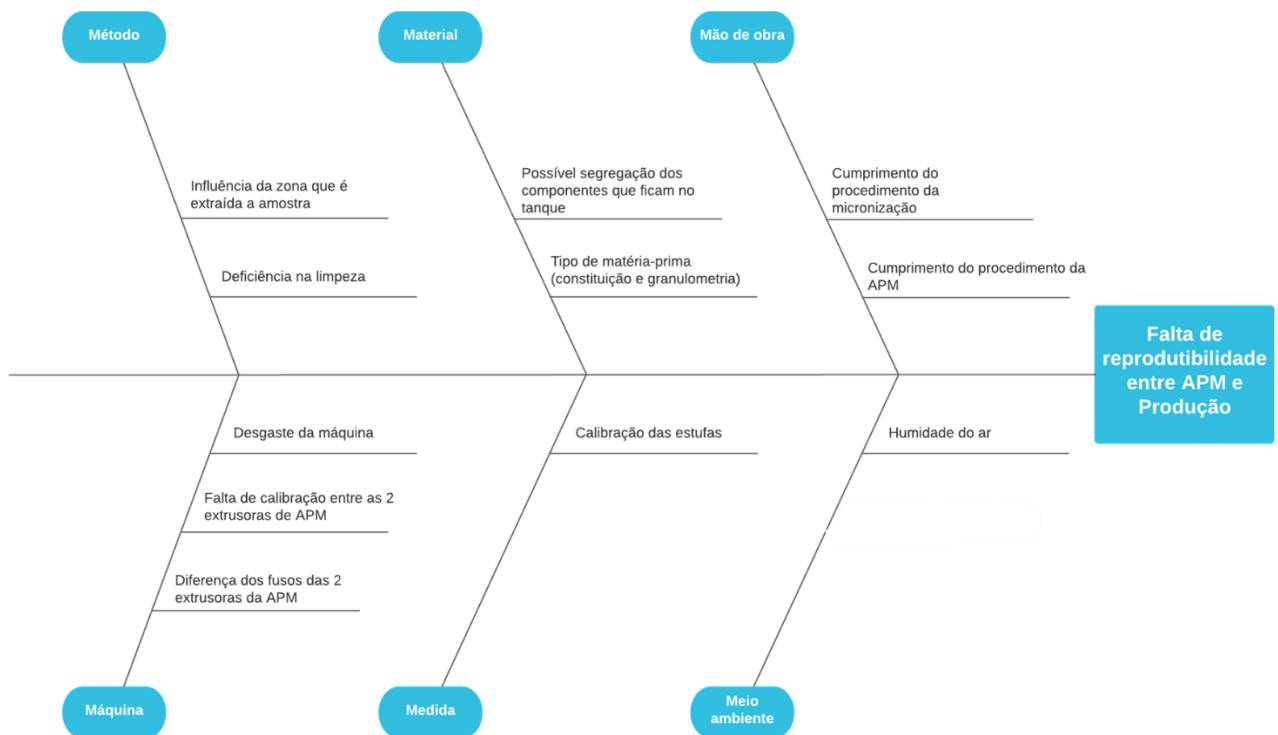 Método
Material
Mão de obra
Influência da zona que é
extraída a amostra
Possível segregação dos
componentes que ficam no
tanque
Cumprimento do
procedimento da
micronização
Deficiência na limpeza
Tipo de matéria-prima
(constituição e granulometria)
Cumprimento do procedimento da
APM
Falta de
reprodutibilidade
entre APM e
Produção
Desgaste da máquina
Calibração das estufas
Humidade do ar
Falta de calibração entre as 2
extrusoras de APM
Diferença dos fusos das 2
extrusoras da APM
Máquina
Medida
Meio
ambiente